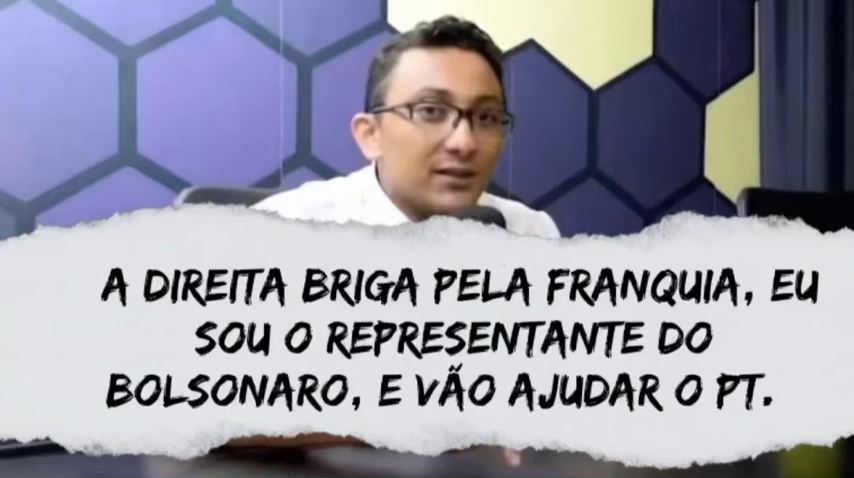 A DIREITA BRIGA PELA FRANQUIA, EU
SOU O REPRESENTANTE DO
BOLSONARO, E VÃO AJUDAR O PT.